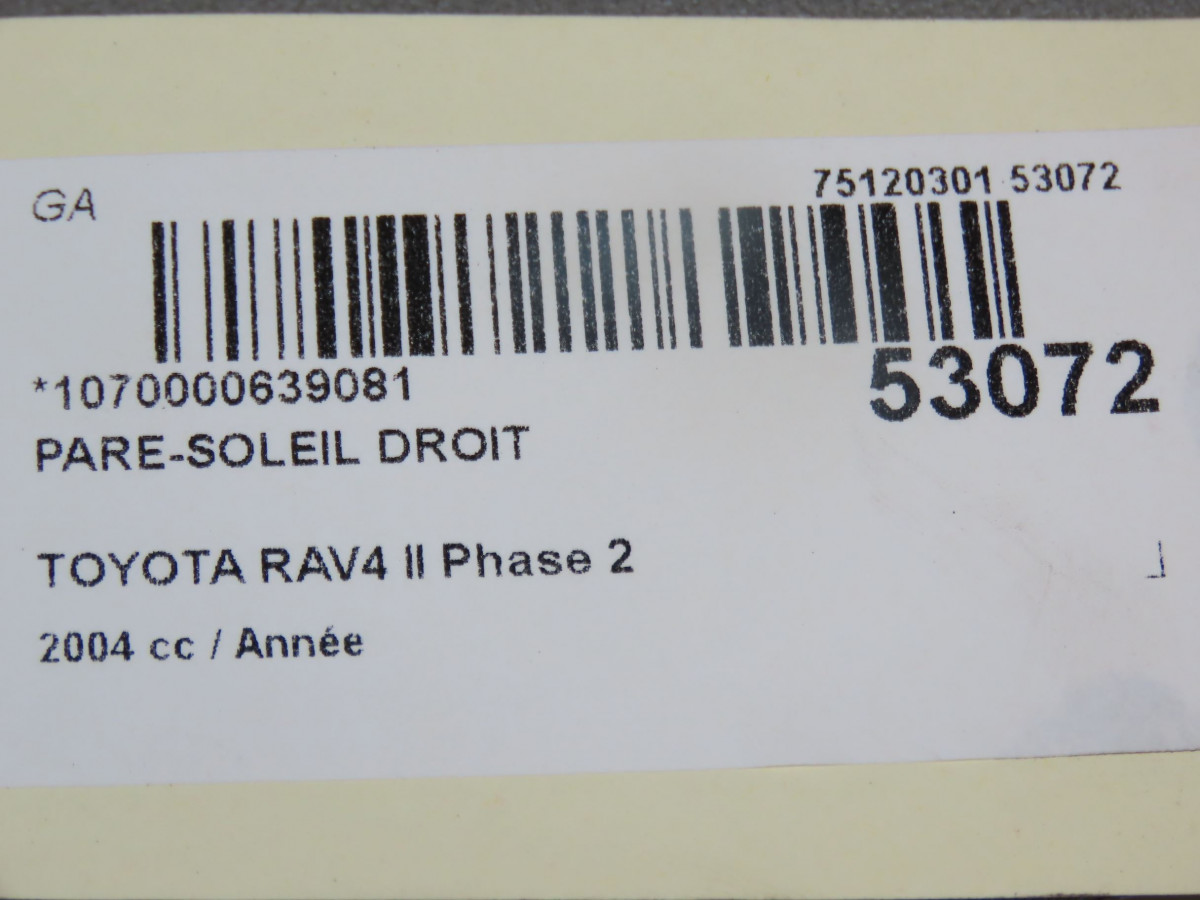 GA
75120301 53072
*1070000639081
53072
PARE-SOLEIL DROIT
TOYOTA RAV4 II Phase 2
2004 cc / Année